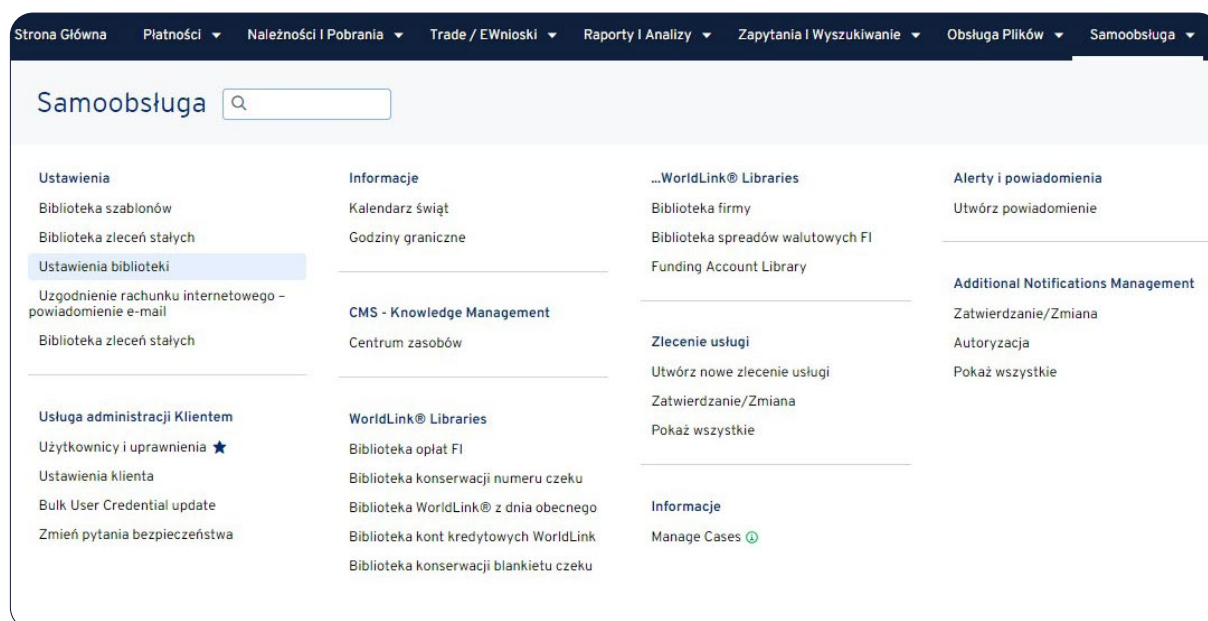 Strona Główna Płatności Należności I Pobrania Trade / EWnioski Raporty I Analizy Zapytania I Wyszukiwanie Obsługa Plików Samoobsługa
Samoobsługa
Ustawienia
Biblioteka szablonów
Biblioteka zleceń stałych
Ustawienia biblioteki
Uzgodnienie rachunku internetowego –
powiadomienie e-mail
Biblioteka zleceń stałych
Usługa administracji Klientem
Użytkownicy i uprawnienia
Ustawienia klienta
Bulk User Credential update
Zmień pytania bezpieczeństwa
Informacje
Kalendarz świąt
Godziny graniczne
CMS - Knowledge Management
Centrum zasobów
WorldLink® Libraries
Biblioteka opłat FI
Biblioteka konserwacji numeru czeku
Biblioteka WorldLink® z dnia obecnego
Biblioteka kont kredytowych WorldLink
Biblioteka konserwacji blankietu czeku
...WorldLink® Libraries
Biblioteka firmy
Biblioteka spreadów walutowych FI
Funding Account Library
Zlecenie usługi
Utwórz nowe zlecenie usługi
Zatwierdzanie/Zmiana
Pokaż wszystkie
Informacje
Manage Cases
Alerty i powiadomienia
Utwórz powiadomienie
Additional Notifications Management
Zatwierdzanie/Zmiana
Autoryzacja
Pokaż wszystkie